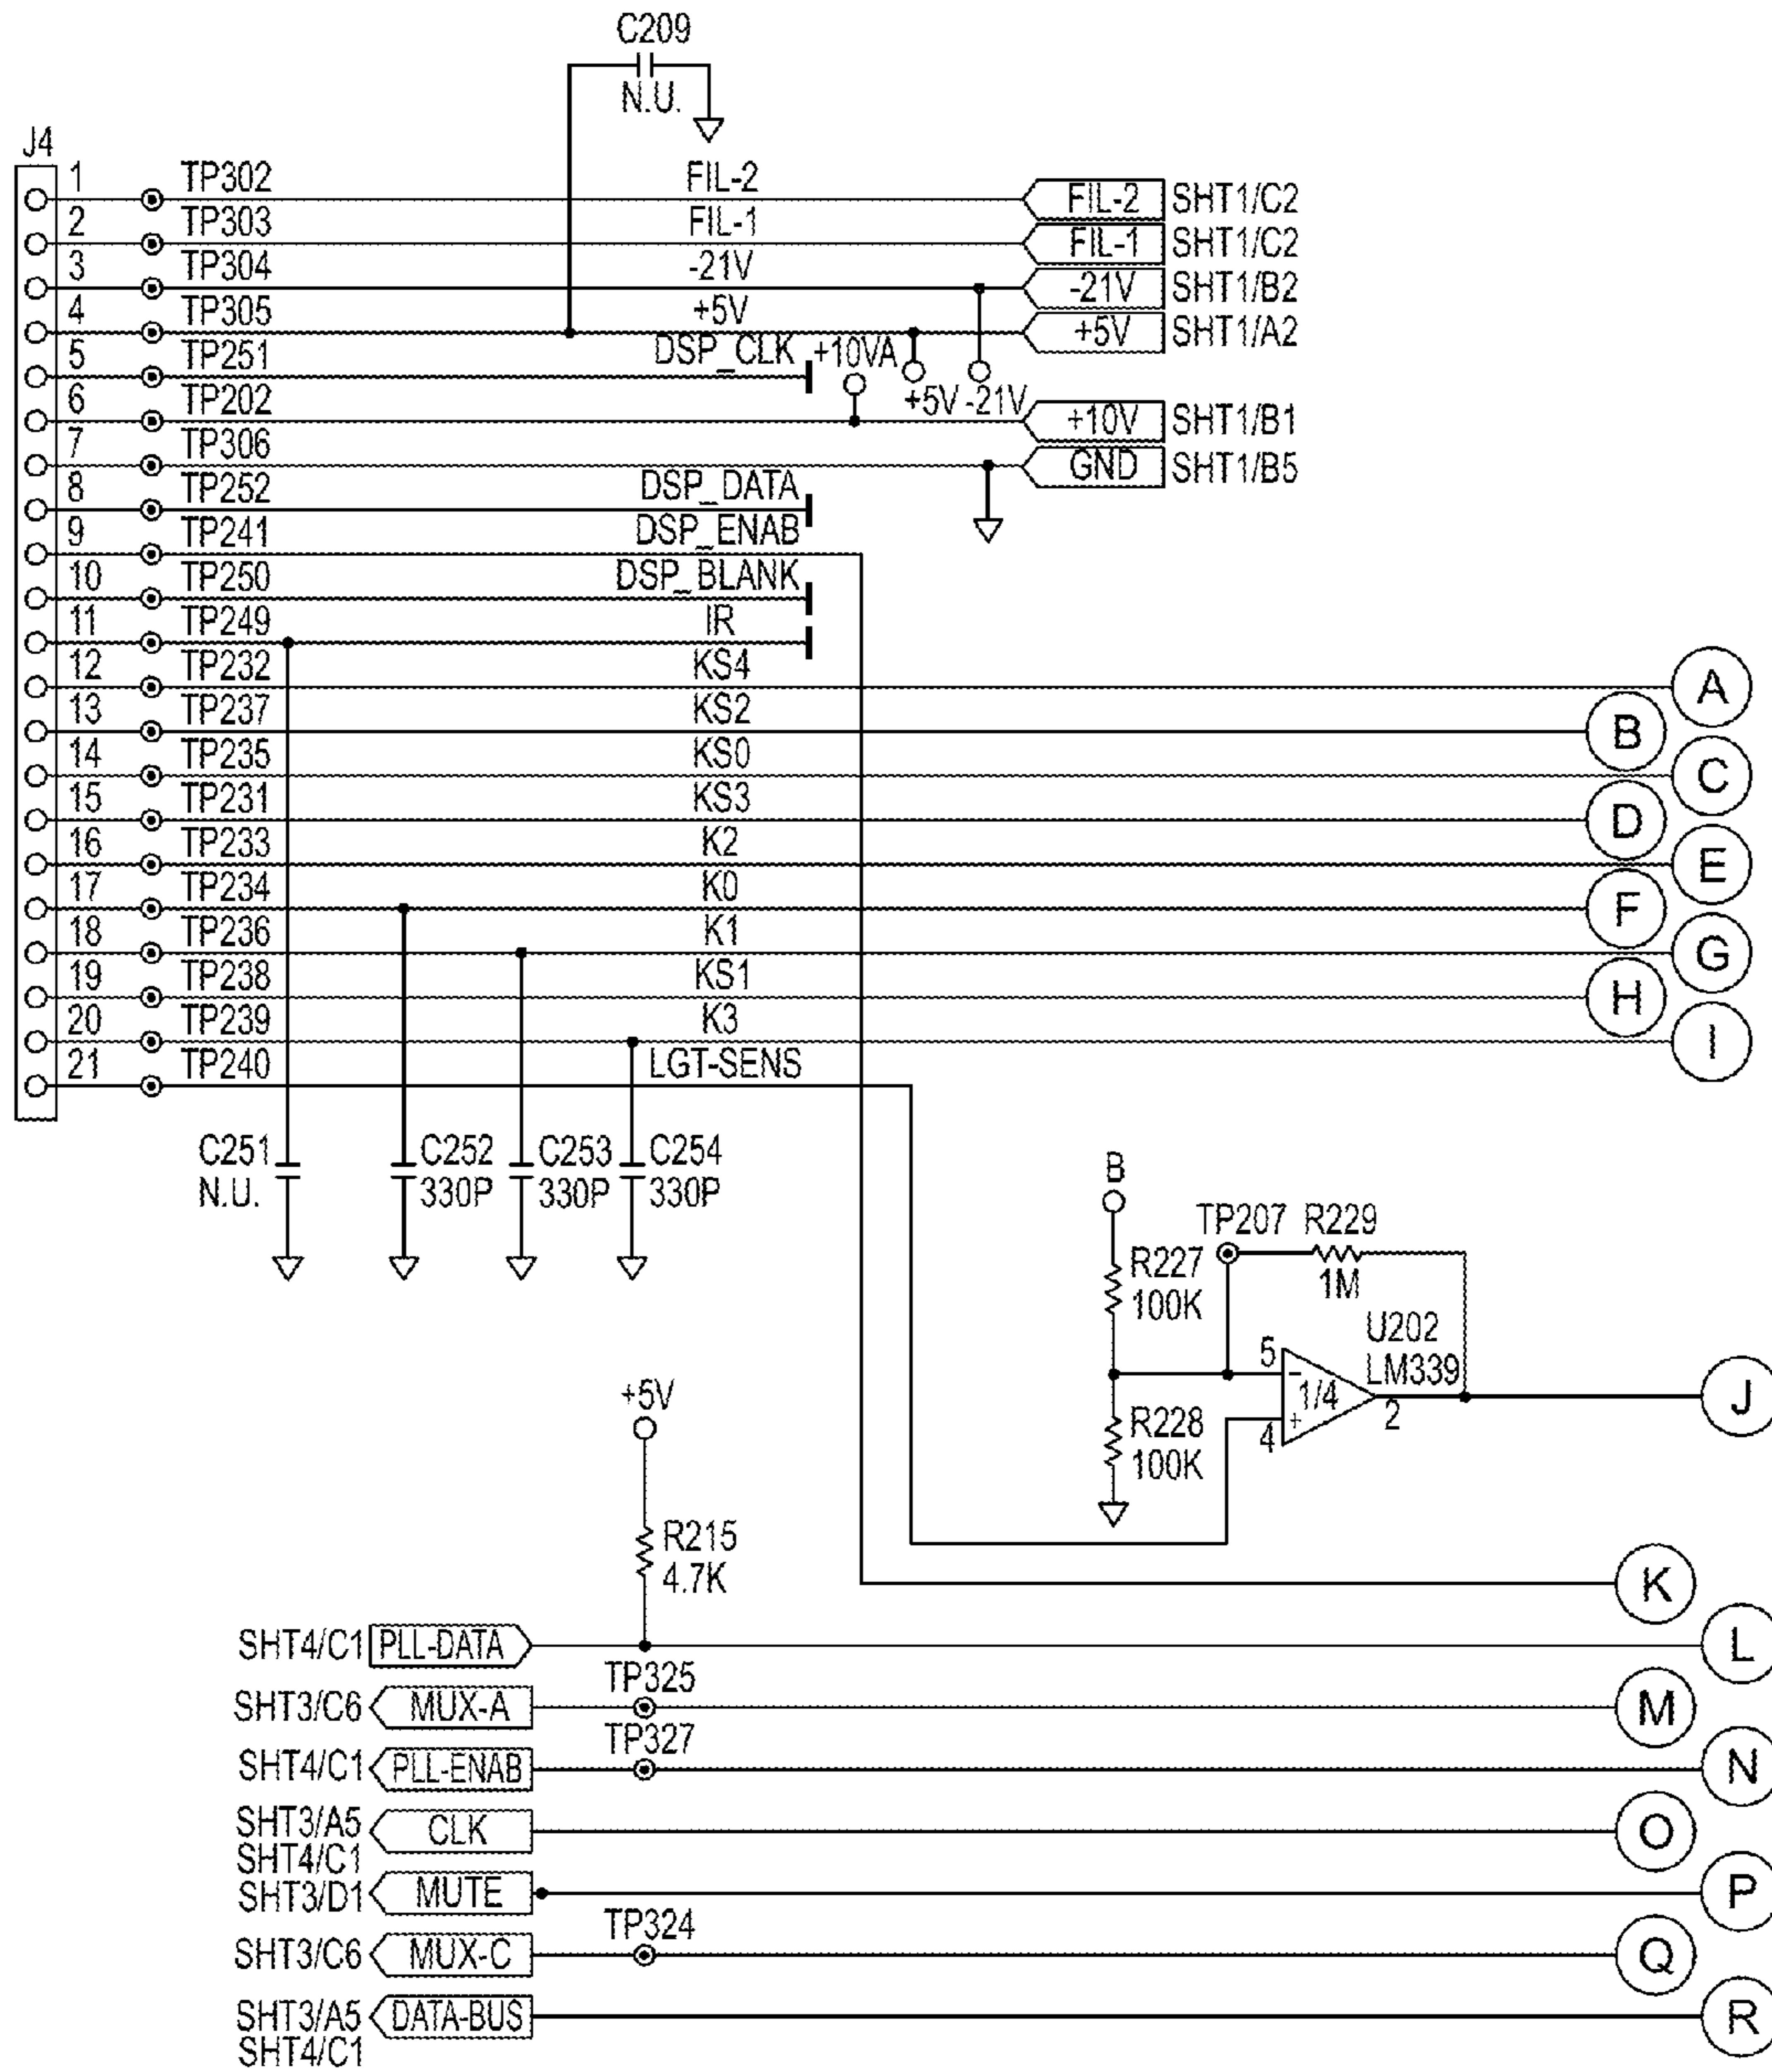 C209
N.U.
J4
1 TP302 FIL-2 FIL-2 SHT1/C2
2 TP303 FIL-1 FIL-1 SHT1/C2
3 TP304 -21V -21V SHT1/B2
4 TP305 +5V +5V SHT1/A2
5 TP251 DSP_CLK +10VA
+5V -21V
6 TP202 +10V SHT1/B1
7 TP306 GND SHT1/B5
8 TP252 DSP_DATA
9 TP241 DSP_ENAB
10 TP250 DSP_BLANK
11 TP249 IR
12 TP232 KS4 A
13 TP237 KS2 B
14 TP235 KS0 C
15 TP231 KS3 D
16 TP233 K2 E
17 TP234 K0 F
18 TP236 K1 G
19 TP238 KS1 H
20 TP239 K3 I
21 TP240 LGT-SENS
C251 C252 C253 C254
N.U. 330P 330P 330P
B
TP207 R229
1M
R227
100K
U202
LM339
5 -
1/4
4 +
2
J
R228
100K
+5V
R215
4.7K
K
SHT4/C1 PLL-DATA L
SHT3/C6 MUX-A TP325 M
SHT4/C1 PLL-ENAB TP327 N
SHT3/A5 CLK O
SHT4/C1
SHT3/D1 MUTE P
SHT3/C6 MUX-C TP324 Q
SHT3/A5 DATA-BUS R
SHT4/C1